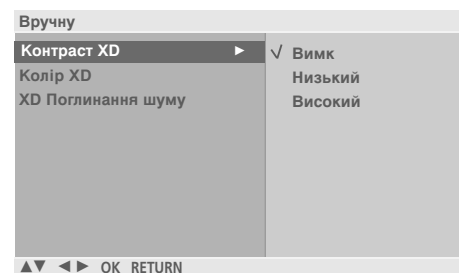 Вручну
Контраст XD ► √ Вимк
Колір XD Низький
XD Поглинання шуму Високий
▲▼ ◄► OK RETURN